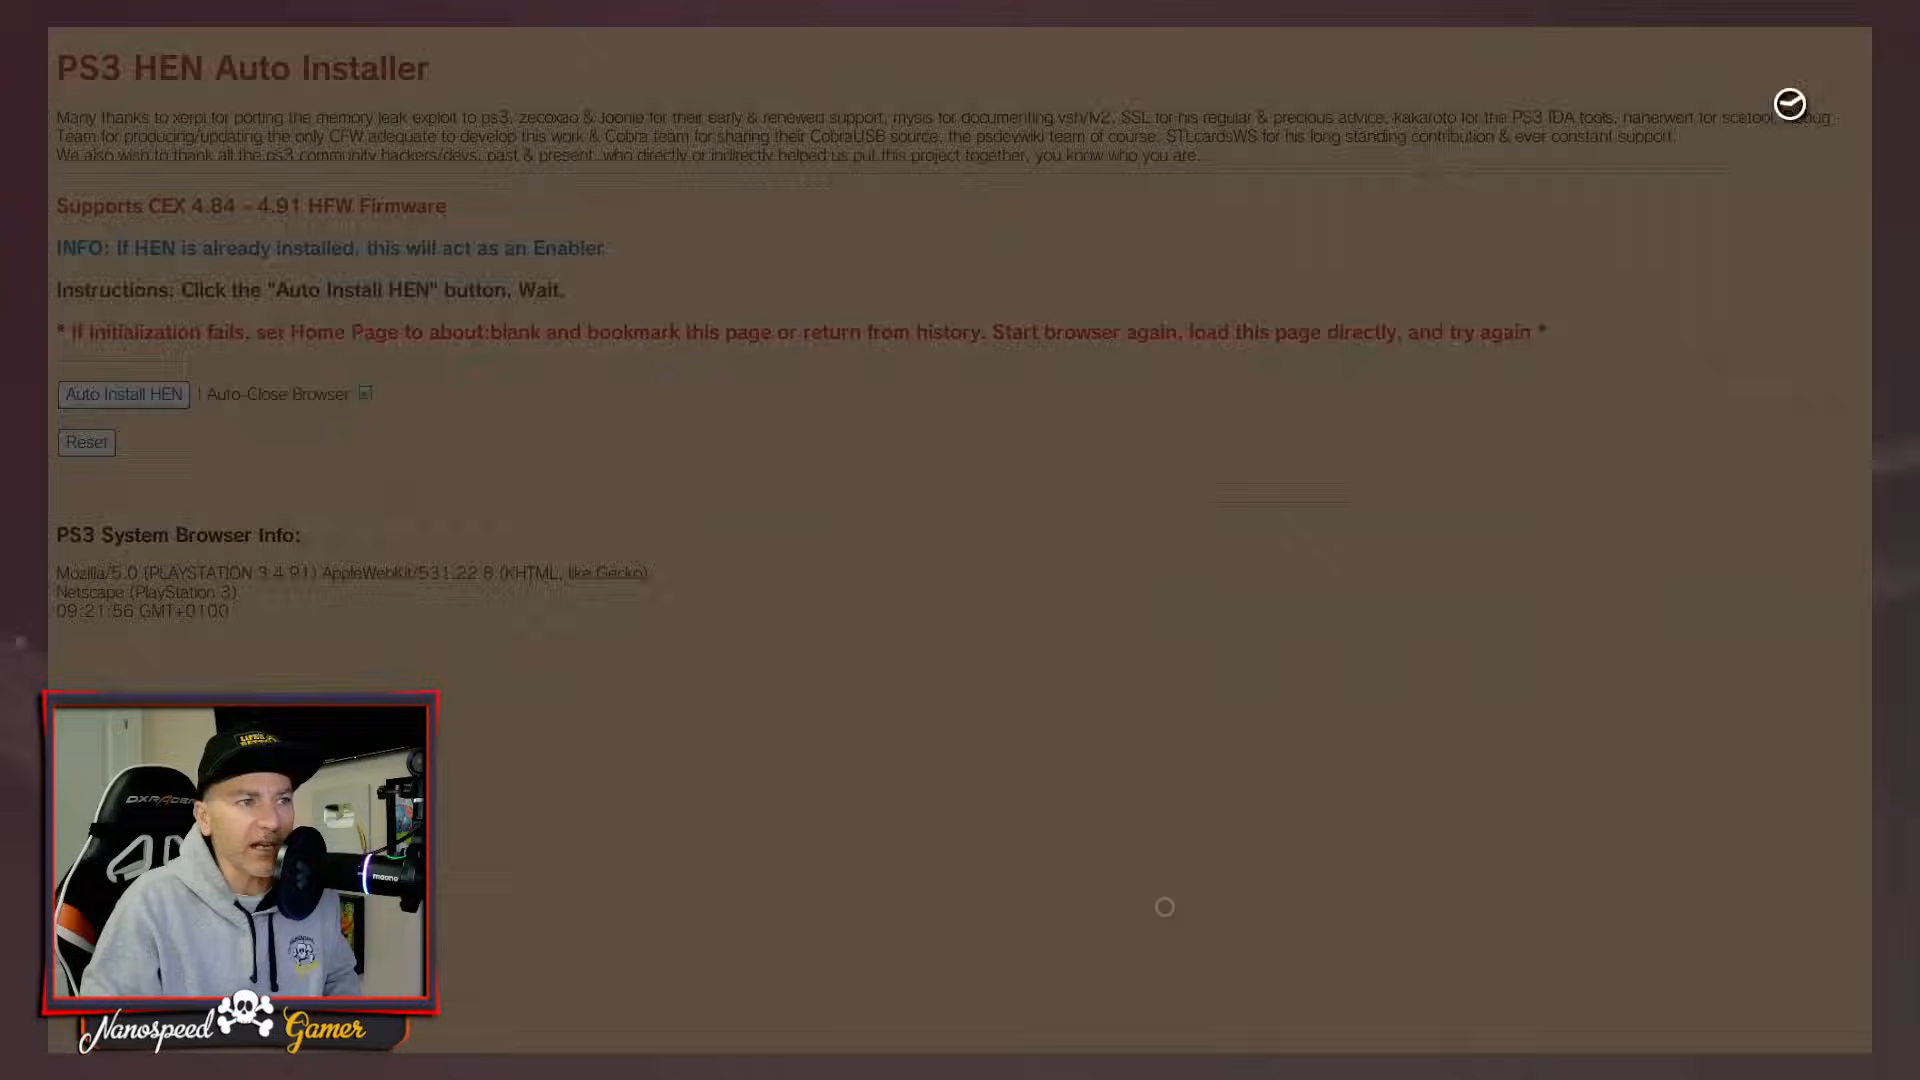 PS3 HEN Auto Installer
Many thanks to xerpi for porting the memory leak exploit to ps3, zecoxao & Joonie for their early & renewed support, mysis for documenting vsh/lv2, SSL for his regular & precious advice, kakaroto for the PS3 IDA tools, naherwert for scetool,
Team for producing/updating the only CFW adequate to develop this work & Cobra team for sharing their CobraUSB source, the psdevwiki team of course, STLcardsWS for his long standing contribution & ever constant support.
We also wish to thank all the ps3 community hackers/devs, past & present, who directly or indirectly helped us put this project together, you know who you are.
Supports CEX 4.84 - 4.91 HFW Firmware
INFO: If HEN is already installed, this will act as an Enabler.
Instructions: Click the "Auto Install HEN" button, Wait.
* If initialization fails, set Home Page to about:blank and bookmark this page or return from history. Start browser again, load this page directly, and try again *
Auto Install HEN | Auto-Close Browser
Reset
PS3 System Browser Info:
Mozilla/5.0 (PLAYSTATION 3 4.91) AppleWebKit/531.22.8 (KHTML, like Gecko)
Netscape (PlayStation 3)
09:21:56 GMT+0100
DXRACER
maono
Nanospeed Gamer